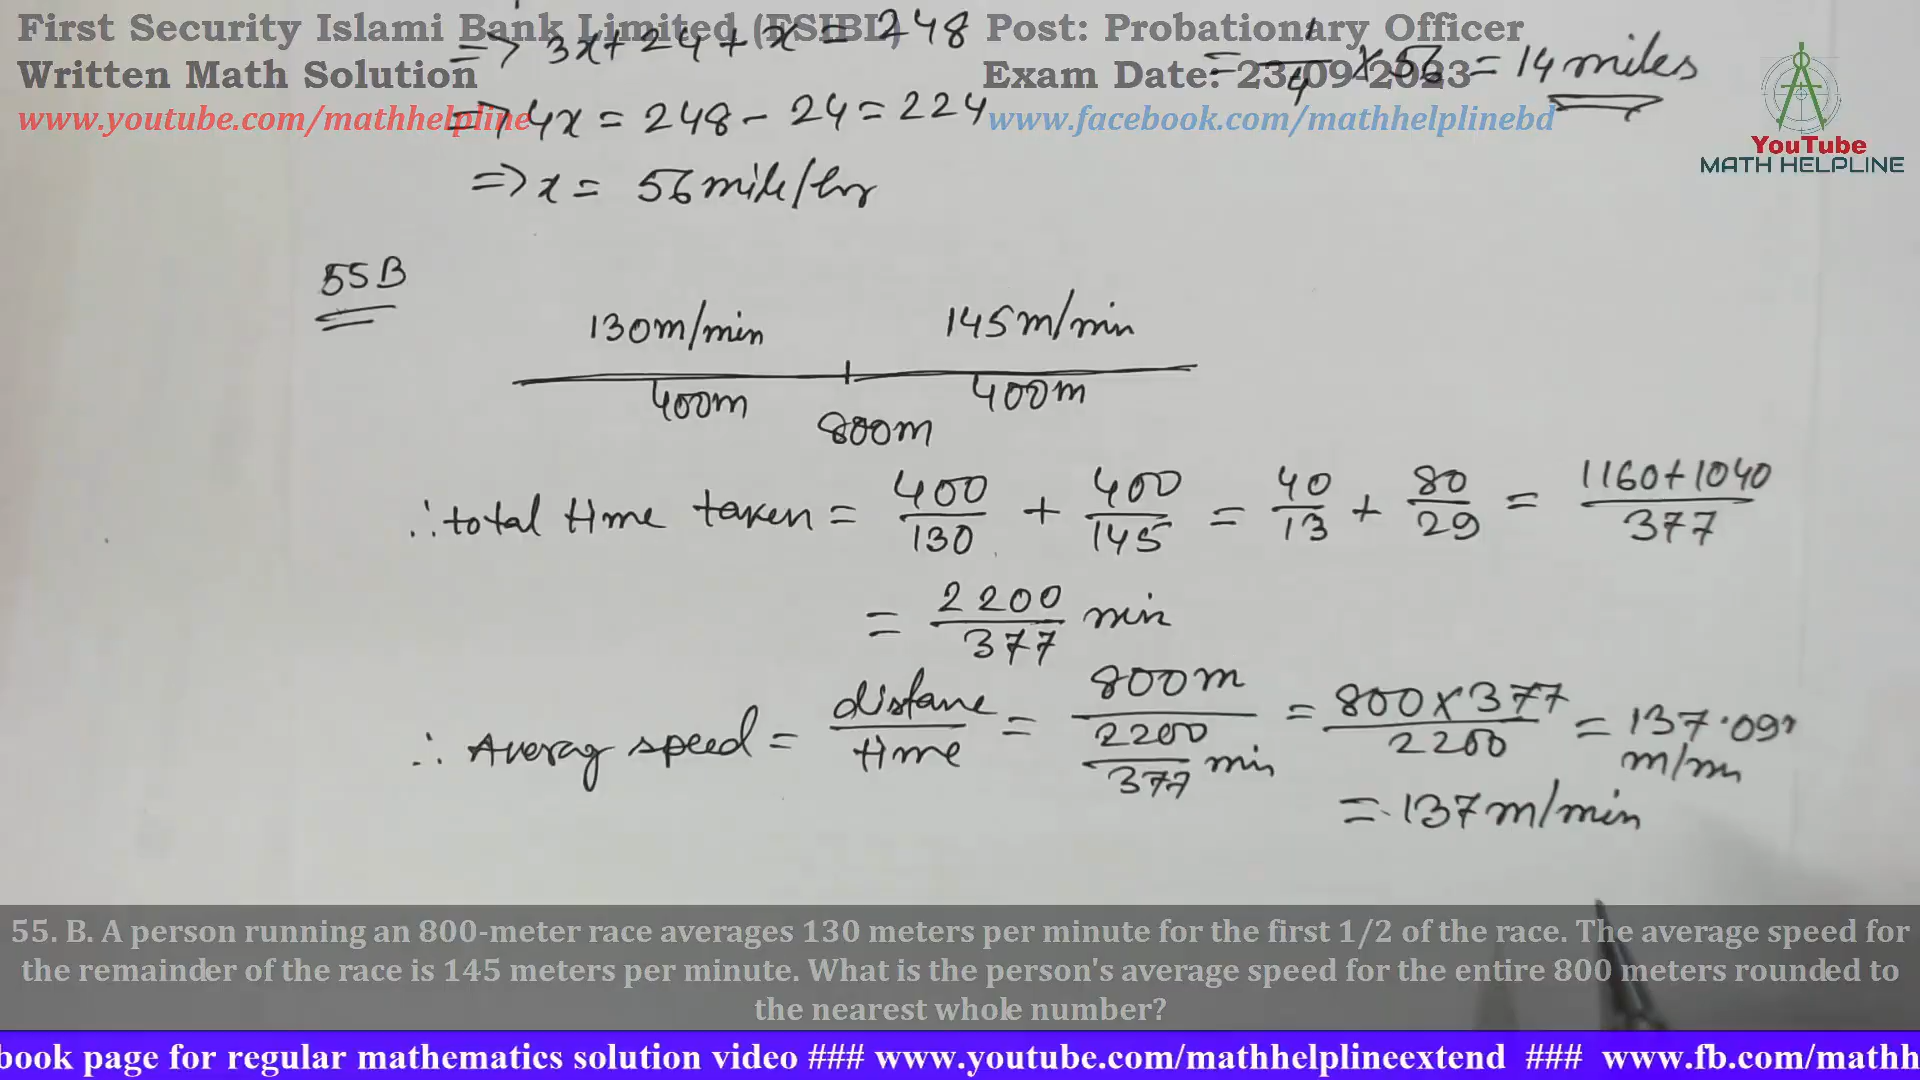 First Security Islami Bank Limited (FSIBL) Post: Probationary Officer
Written Math Solution Exam Date: 23/09/2023
www.youtube.com/mathhelpline www.facebook.com/mathhelplinebd
YouTube
MATH HELPLINE
=> 3x+24+x = 248
= 1/4 × 56 = 14 miles
=> 4x = 248 - 24 = 224
=> x = 56 mile/hr
55B
130m/min 145m/min
400m 400m
800m
∴ total time taken = 400/130 + 400/145 = 40/13 + 80/29 = 1160+1040/377
= 2200/377 min
∴ Averag speed = distane/time = 800m / 2200/377 min = 800×377/2200 = 137.09
= 137m/min
55. B. A person running an 800-meter race averages 130 meters per minute for the first 1/2 of the race. The average speed for
the remainder of the race is 145 meters per minute. What is the person's average speed for the entire 800 meters rounded to
the nearest whole number?
book page for regular mathematics solution video ### www.youtube.com/mathhelplineextend ### www.fb.com/mathh